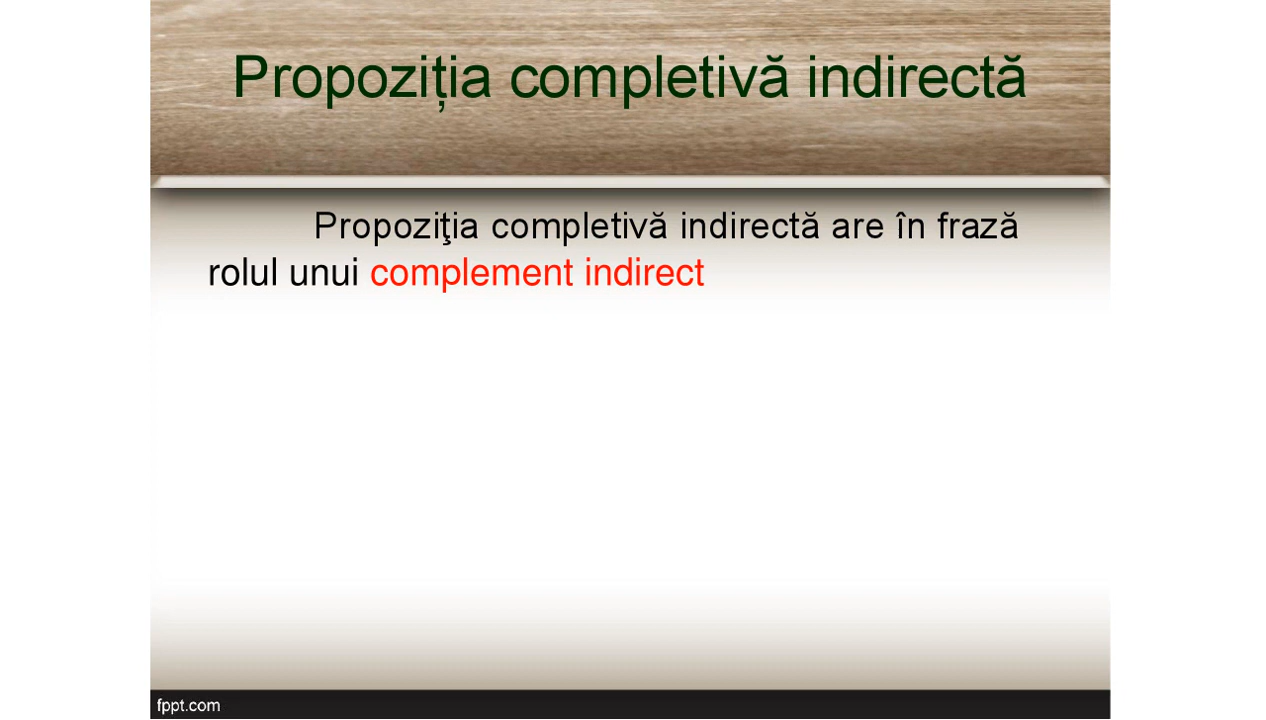 Propoziția completivă indirectă
Propoziţia completivă indirectă are în frază
rolul unui complement indirect
fppt.com